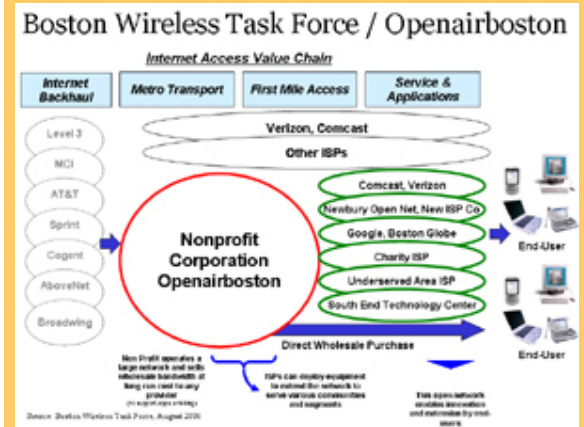 Boston Wireless Task Force / Openairboston
Internet Access Value Chain
Internet
Backhaul
Metro Transport
First Mile Access
Service &
Applications
Level 3
MCI
AT&T
Sprint
Cogent
AboveNet
Broadwing
Verizon, Comcast
Other ISPs
Nonprofit
Corporation
Openairboston
Comcast, Verizon
Newbury Open Net, New ISP Co
Google, Boston Globe
Charity ISP
Underserved Area ISP
South End Technology Center
End-User
End-User
Direct Wholesale Purchase
Non Profit operates a
large network and sells
wholesale bandwidth at
long run cost to any
provider
ISPs can deploy equipment
to extend the network to
serve various communities
and segments
This open network
enables innovation
and extension by end-
users
Source: Boston Wireless Task Force, August 2006